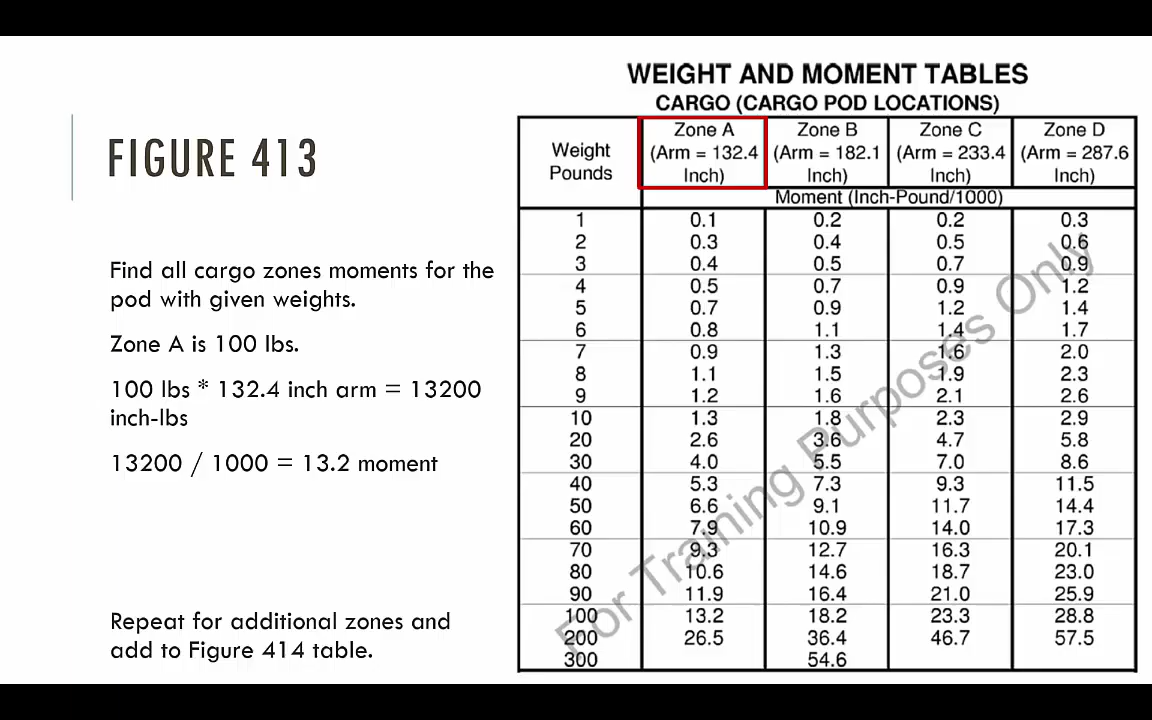 FIGURE 413
Find all cargo zones moments for the
pod with given weights.
Zone A is 100 lbs.
100 lbs * 132.4 inch arm = 13200
inch-lbs
13200 / 1000 = 13.2 moment
Repeat for additional zones and
add to Figure 414 table.
WEIGHT AND MOMENT TABLES
CARGO (CARGO POD LOCATIONS)
Weight Pounds Zone A (Arm = 132.4 Inch) Zone B (Arm = 182.1 Inch) Zone C (Arm = 233.4 Inch) Zone D (Arm = 287.6 Inch)
Moment (Inch-Pound/1000)
1 0.1 0.2 0.2 0.3
2 0.3 0.4 0.5 0.6
3 0.4 0.5 0.7 0.9
4 0.5 0.7 0.9 1.2
5 0.7 0.9 1.2 1.4
6 0.8 1.1 1.4 1.7
7 0.9 1.3 1.6 2.0
8 1.1 1.5 1.9 2.3
9 1.2 1.6 2.1 2.6
10 1.3 1.8 2.3 2.9
20 2.6 3.6 4.7 5.8
30 4.0 5.5 7.0 8.6
40 5.3 7.3 9.3 11.5
50 6.6 9.1 11.7 14.4
60 7.9 10.9 14.0 17.3
70 9.3 12.7 16.3 20.1
80 10.6 14.6 18.7 23.0
90 11.9 16.4 21.0 25.9
100 13.2 18.2 23.3 28.8
200 26.5 36.4 46.7 57.5
300 54.6
For Training Purposes Only